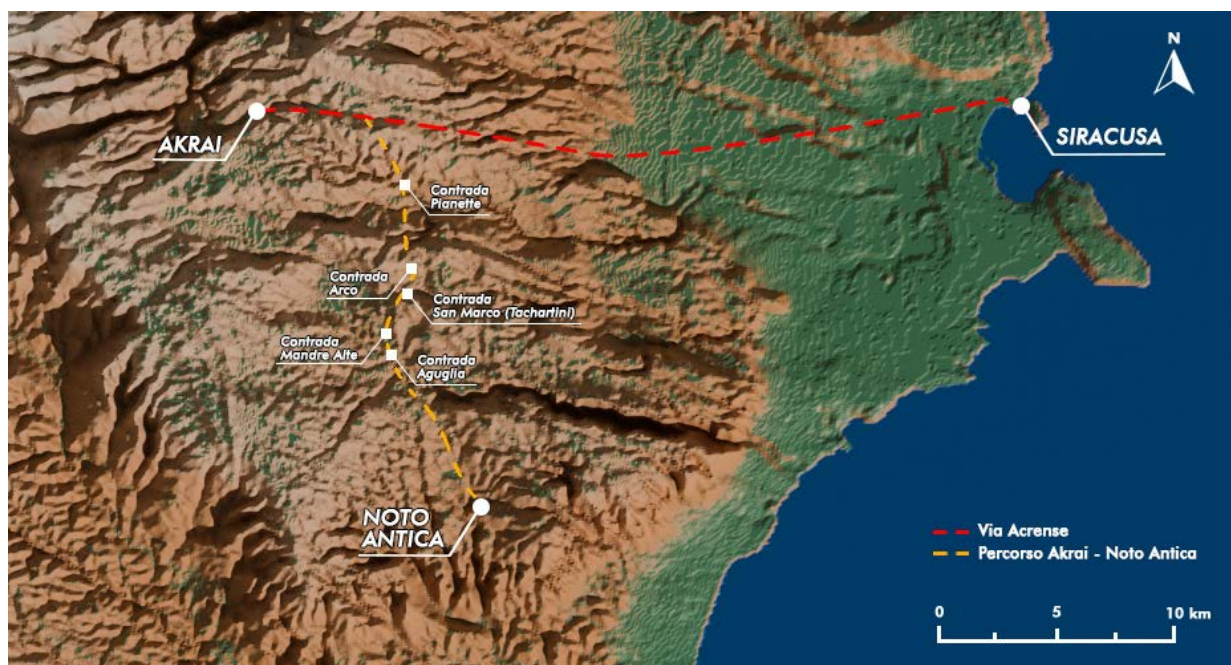 N
AKRAI
SIRACUSA
Contrada
Pianette
Contrada
Arco
Contrada
San Marco (Tachartini)
Contrada
Mandre Alte
Contrada
Aguglia
NOTO
ANTICA
Via Acrense
Percorso Akrai - Noto Antica
0 5 10 km